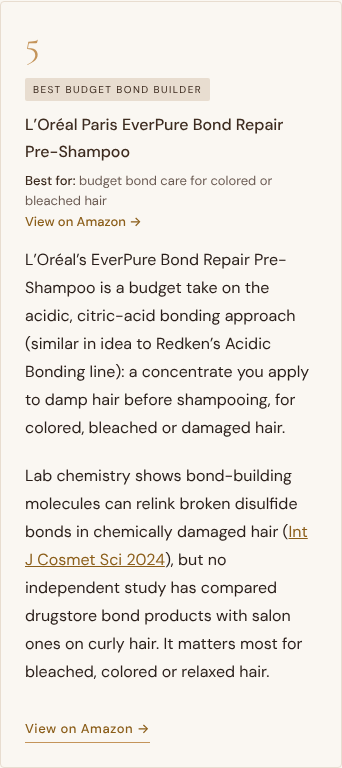 5
BEST BUDGET BOND BUILDER
L’Oréal Paris EverPure Bond Repair
Pre-Shampoo
Best for: budget bond care for colored or
bleached hair
View on Amazon →
L’Oréal’s EverPure Bond Repair Pre-
Shampoo is a budget take on the
acidic, citric-acid bonding approach
(similar in idea to Redken’s Acidic
Bonding line): a concentrate you apply
to damp hair before shampooing, for
colored, bleached or damaged hair.
Lab chemistry shows bond-building
molecules can relink broken disulfide
bonds in chemically damaged hair (Int
J Cosmet Sci 2024), but no
independent study has compared
drugstore bond products with salon
ones on curly hair. It matters most for
bleached, colored or relaxed hair.
View on Amazon →